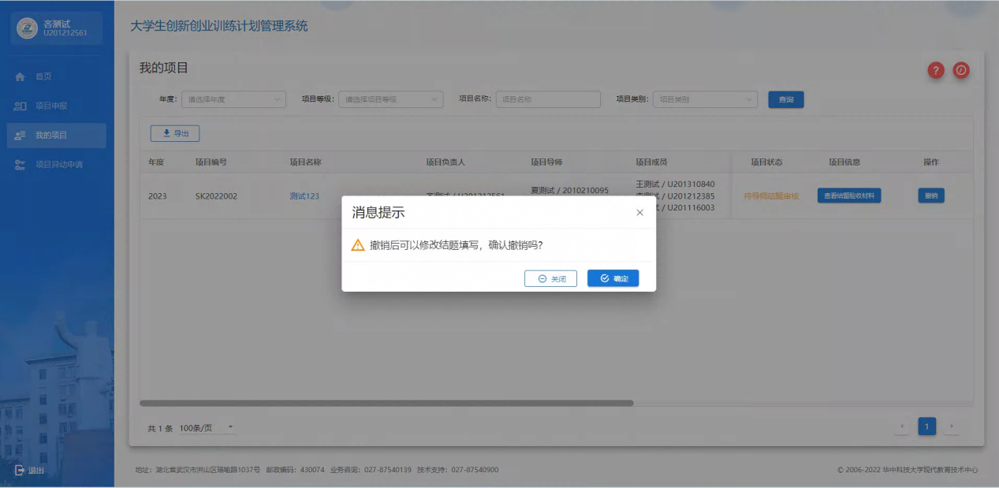 吝测试
U201212561
首页
项目申报
我的项目
项目异动申请
退出
大学生创新创业训练计划管理系统
我的项目
年度: 请选择年度 项目等级: 请选择项目等级 项目名称: 项目名称 项目类别: 项目类别 查询
导出
年度 项目编号 项目名称 项目负责人 项目导师 项目成员 项目状态 项目信息 操作
2023 SK2022002 测试123 夏测试 / 2010210095 王测试 / U201310840
U201212385
U201116003
待导师结题审核 查看结题验收材料 撤销
消息提示
撤销后可以修改结题填写，确认撤销吗?
关闭 确定
共 1 条 100条/页 1
地址：湖北省武汉市洪山区珞喻路1037号 邮政编码：430074 业务咨询：027-87540139 技术支持：027-87540900
© 2006-2022 华中科技大学现代教育技术中心